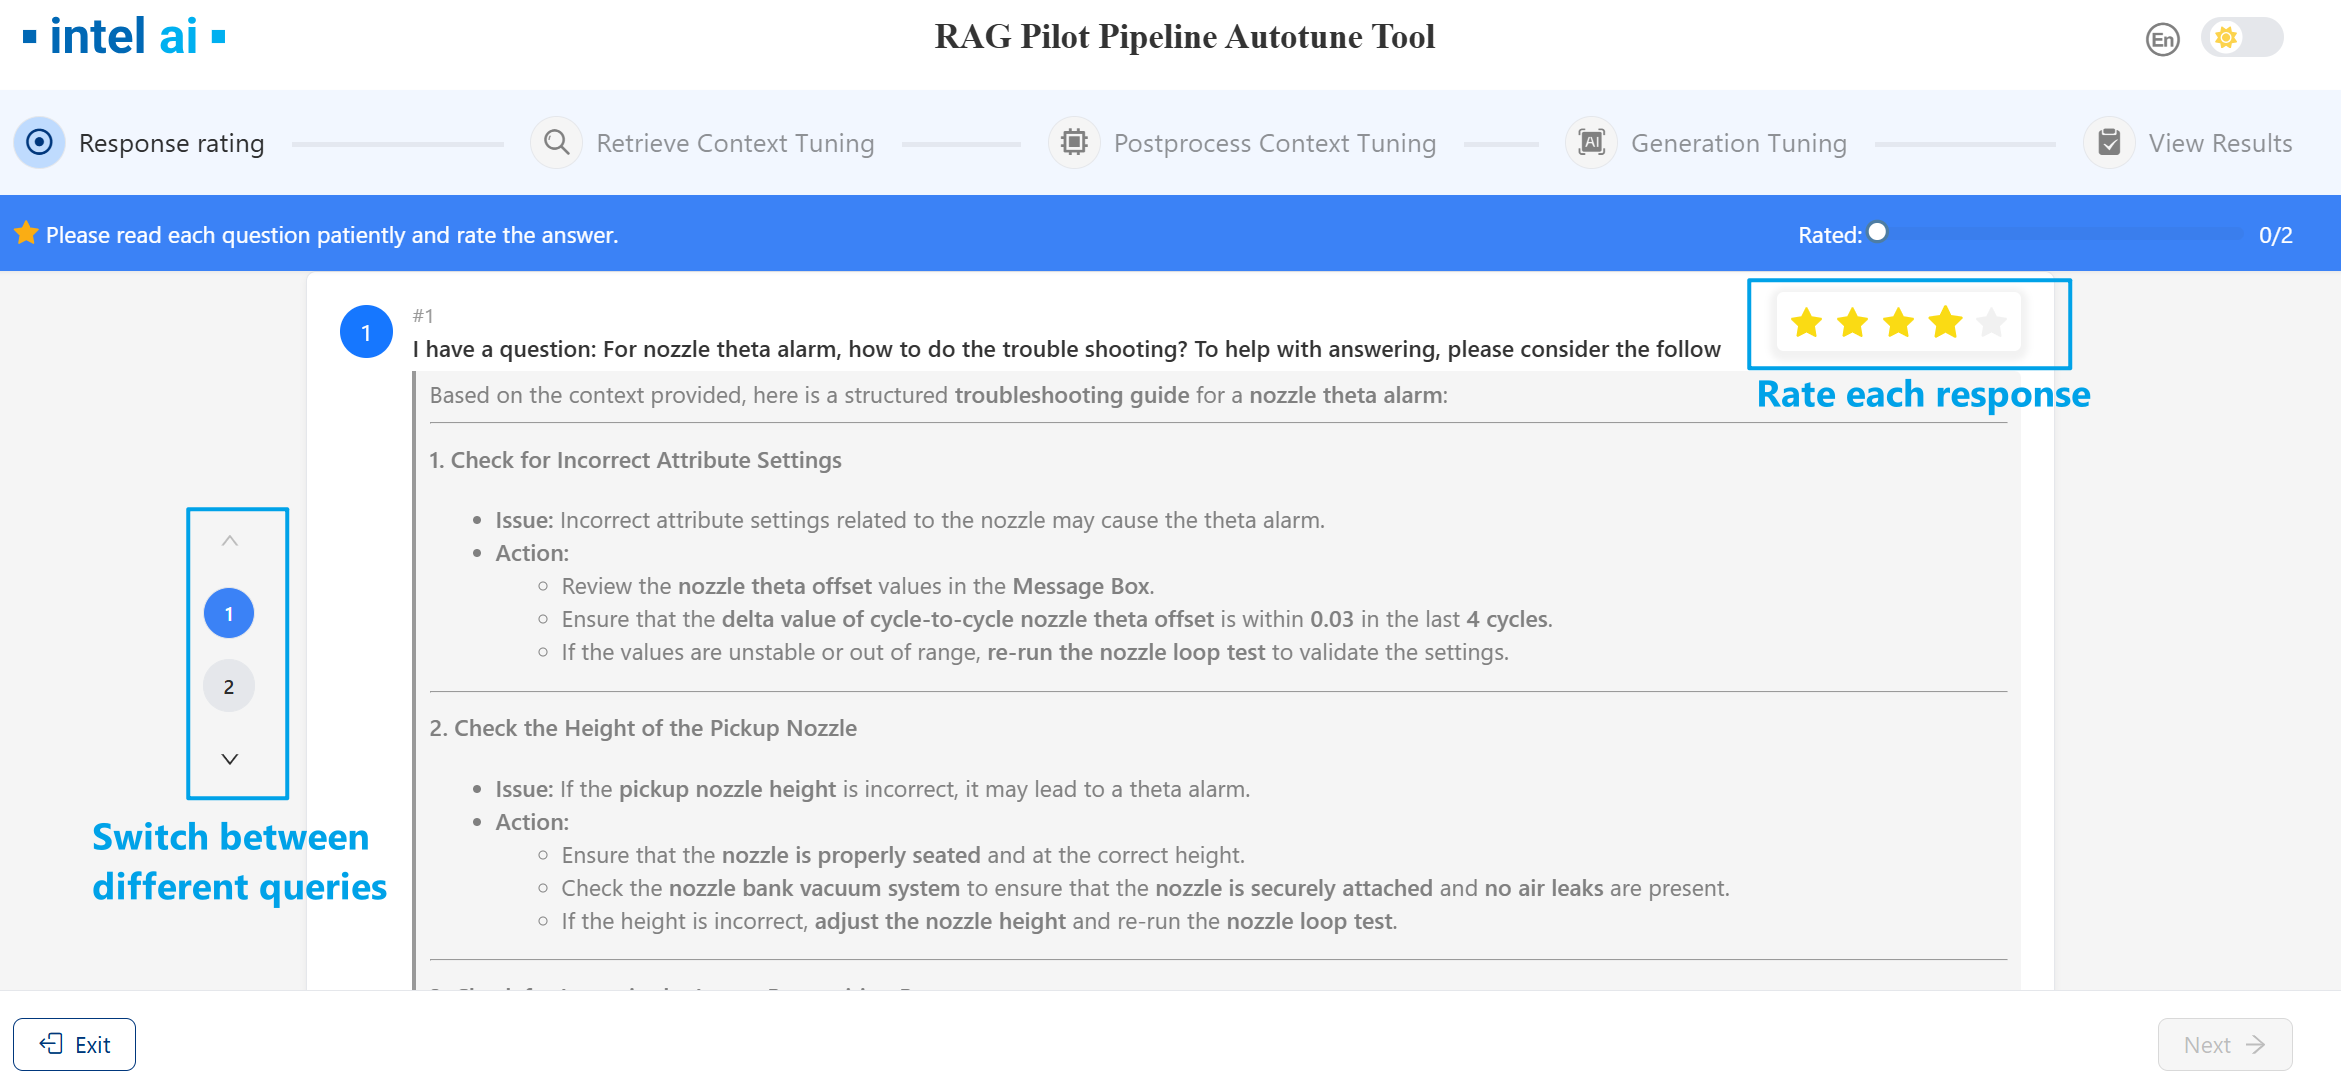 intel ai
RAG Pilot Pipeline Autotune Tool
En
Response rating
Retrieve Context Tuning
Postprocess Context Tuning
AI
Generation Tuning
View Results
Please read each question patiently and rate the answer.
Rated:
0/2
1
#1
I have a question: For nozzle theta alarm, how to do the trouble shooting? To help with answering, please consider the follow
Rate each response
Based on the context provided, here is a structured troubleshooting guide for a nozzle theta alarm:
1. Check for Incorrect Attribute Settings
Issue: Incorrect attribute settings related to the nozzle may cause the theta alarm.
Action:
Review the nozzle theta offset values in the Message Box.
Ensure that the delta value of cycle-to-cycle nozzle theta offset is within 0.03 in the last 4 cycles.
If the values are unstable or out of range, re-run the nozzle loop test to validate the settings.
1
2
Switch between
different queries
2. Check the Height of the Pickup Nozzle
Issue: If the pickup nozzle height is incorrect, it may lead to a theta alarm.
Action:
Ensure that the nozzle is properly seated and at the correct height.
Check the nozzle bank vacuum system to ensure that the nozzle is securely attached and no air leaks are present.
If the height is incorrect, adjust the nozzle height and re-run the nozzle loop test.
Exit
Next